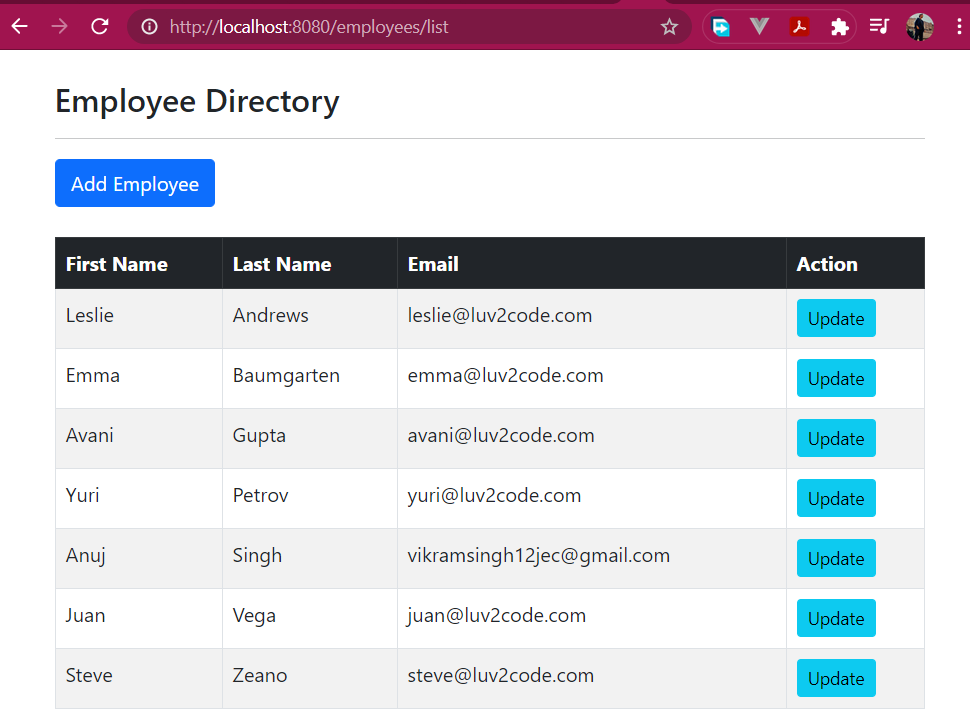 http://localhost:8080/employees/list
Employee Directory
Add Employee
First Name Last Name Email Action
Leslie Andrews leslie@luv2code.com Update
Emma Baumgarten emma@luv2code.com Update
Avani Gupta avani@luv2code.com Update
Yuri Petrov yuri@luv2code.com Update
Anuj Singh vikramsingh12jec@gmail.com Update
Juan Vega juan@luv2code.com Update
Steve Zeano steve@luv2code.com Update